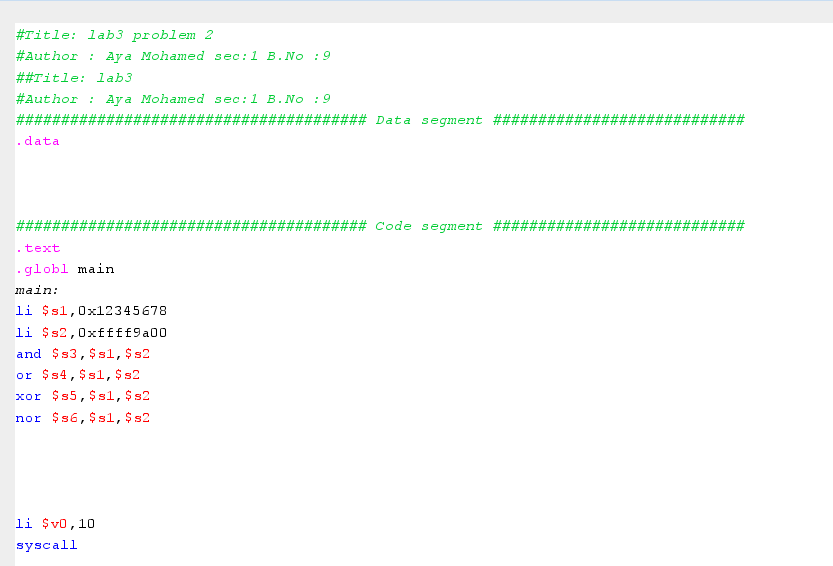 #Title: lab3 problem 2
#Author : Aya Mohamed sec:1 B.No :9
##Title: lab3
#Author : Aya Mohamed sec:1 B.No :9
####################################### Data segment ############################
.data
####################################### Code segment ############################
.text
.globl main
main:
li $s1,0x12345678
li $s2,0xffff9a00
and $s3,$s1,$s2
or $s4,$s1,$s2
xor $s5,$s1,$s2
nor $s6,$s1,$s2
li $v0,10
syscall